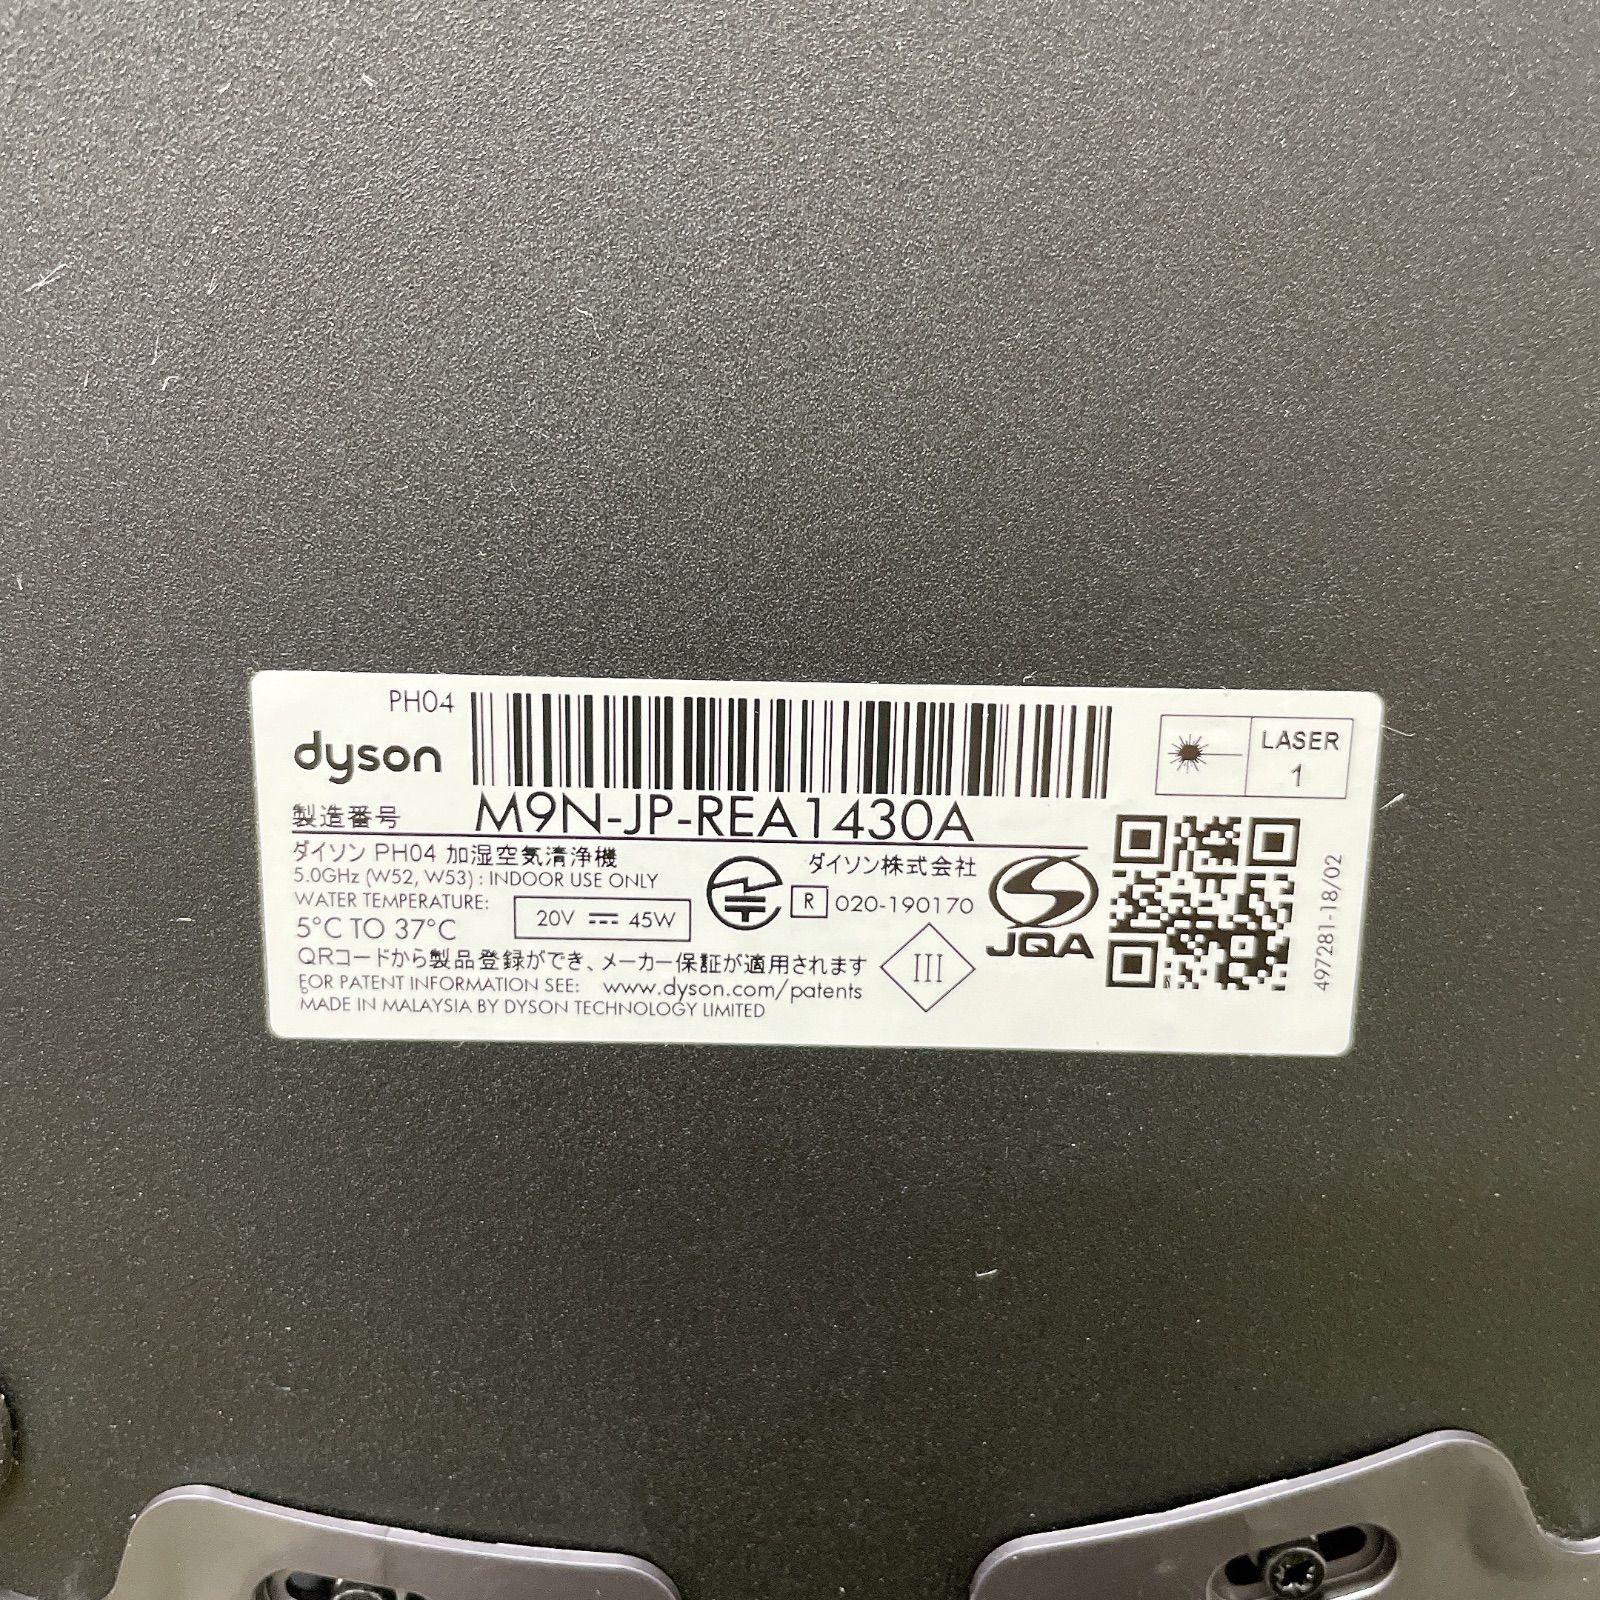 PH04
dyson
LASER
1
製造番号 M9N-JP-REA1430A
ダイソン PH04 加湿空気清浄機
ダイソン株式会社
5.0GHz (W52, W53) : INDOOR USE ONLY
R 020-190170
WATER TEMPERATURE:
5°C TO 37°C
20V 45W
JQA
QRコードから製品登録ができ、メーカー保証が適用されます
III
FOR PATENT INFORMATION SEE: www.dyson.com/patents
MADE IN MALAYSIA BY DYSON TECHNOLOGY LIMITED
497281-18/02